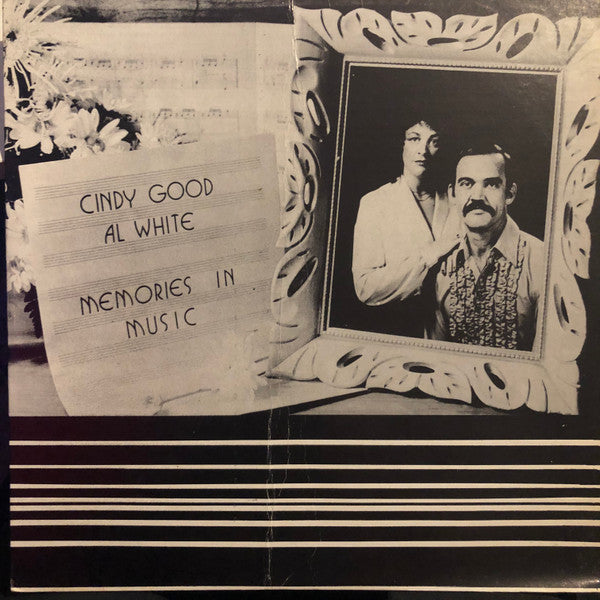 CINDY GOOD
AL WHITE
MEMORIES IN
MUSIC